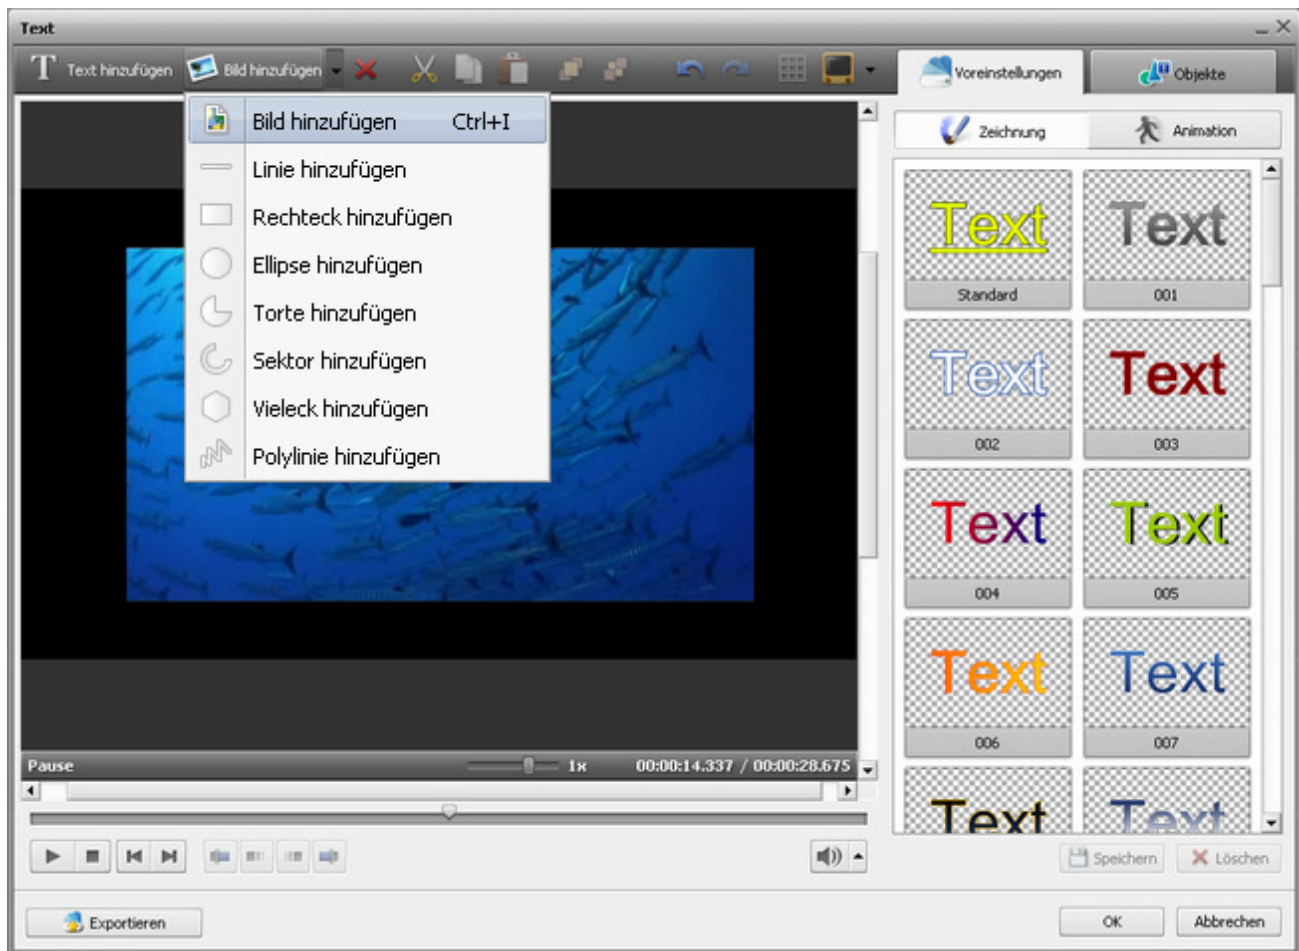 Text
Text hinzufügen
Bild hinzufügen
Voreinstellungen
Objekte
Bild hinzufügen Ctrl+I
Linie hinzufügen
Rechteck hinzufügen
Ellipse hinzufügen
Torte hinzufügen
Sektor hinzufügen
Vieleck hinzufügen
Polylinie hinzufügen
Zeichnung
Animation
Text
Standard
Text
001
Text
002
Text
003
Text
004
Text
005
Text
006
Text
007
Text
Text
Pause
1x
00:00:14.337 / 00:00:28.675
Speichern
Löschen
Exportieren
OK
Abbrechen